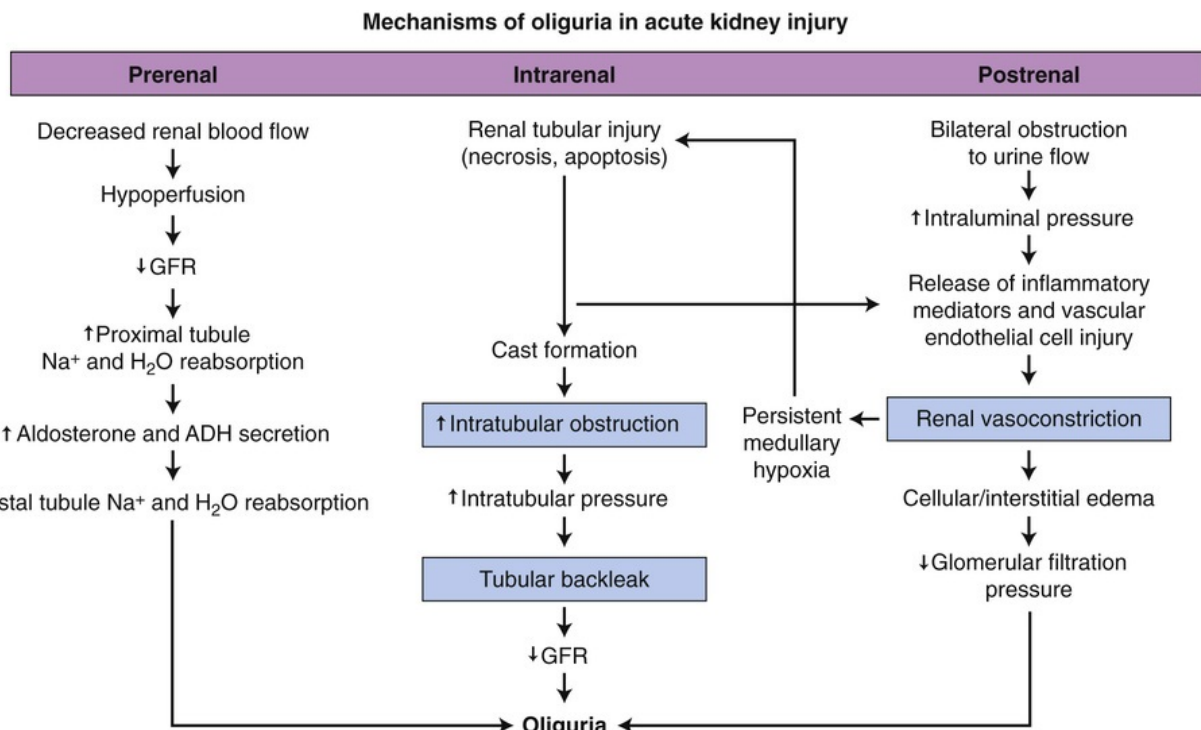 Mechanisms of oliguria in acute kidney injury
Prerenal
Intrarenal
Postrenal
Decreased renal blood flow
Hypoperfusion
↓GFR
↑Proximal tubule
Na⁺ and H₂O reabsorption
↑Aldosterone and ADH secretion
stal tubule Na⁺ and H₂O reabsorption
Renal tubular injury
(necrosis, apoptosis)
Cast formation
↑Intratubular obstruction
↑Intratubular pressure
Tubular backleak
↓GFR
Oliguria
Persistent
medullary
hypoxia
Bilateral obstruction
to urine flow
↑Intraluminal pressure
Release of inflammatory
mediators and vascular
endothelial cell injury
Renal vasoconstriction
Cellular/interstitial edema
↓Glomerular filtration
pressure